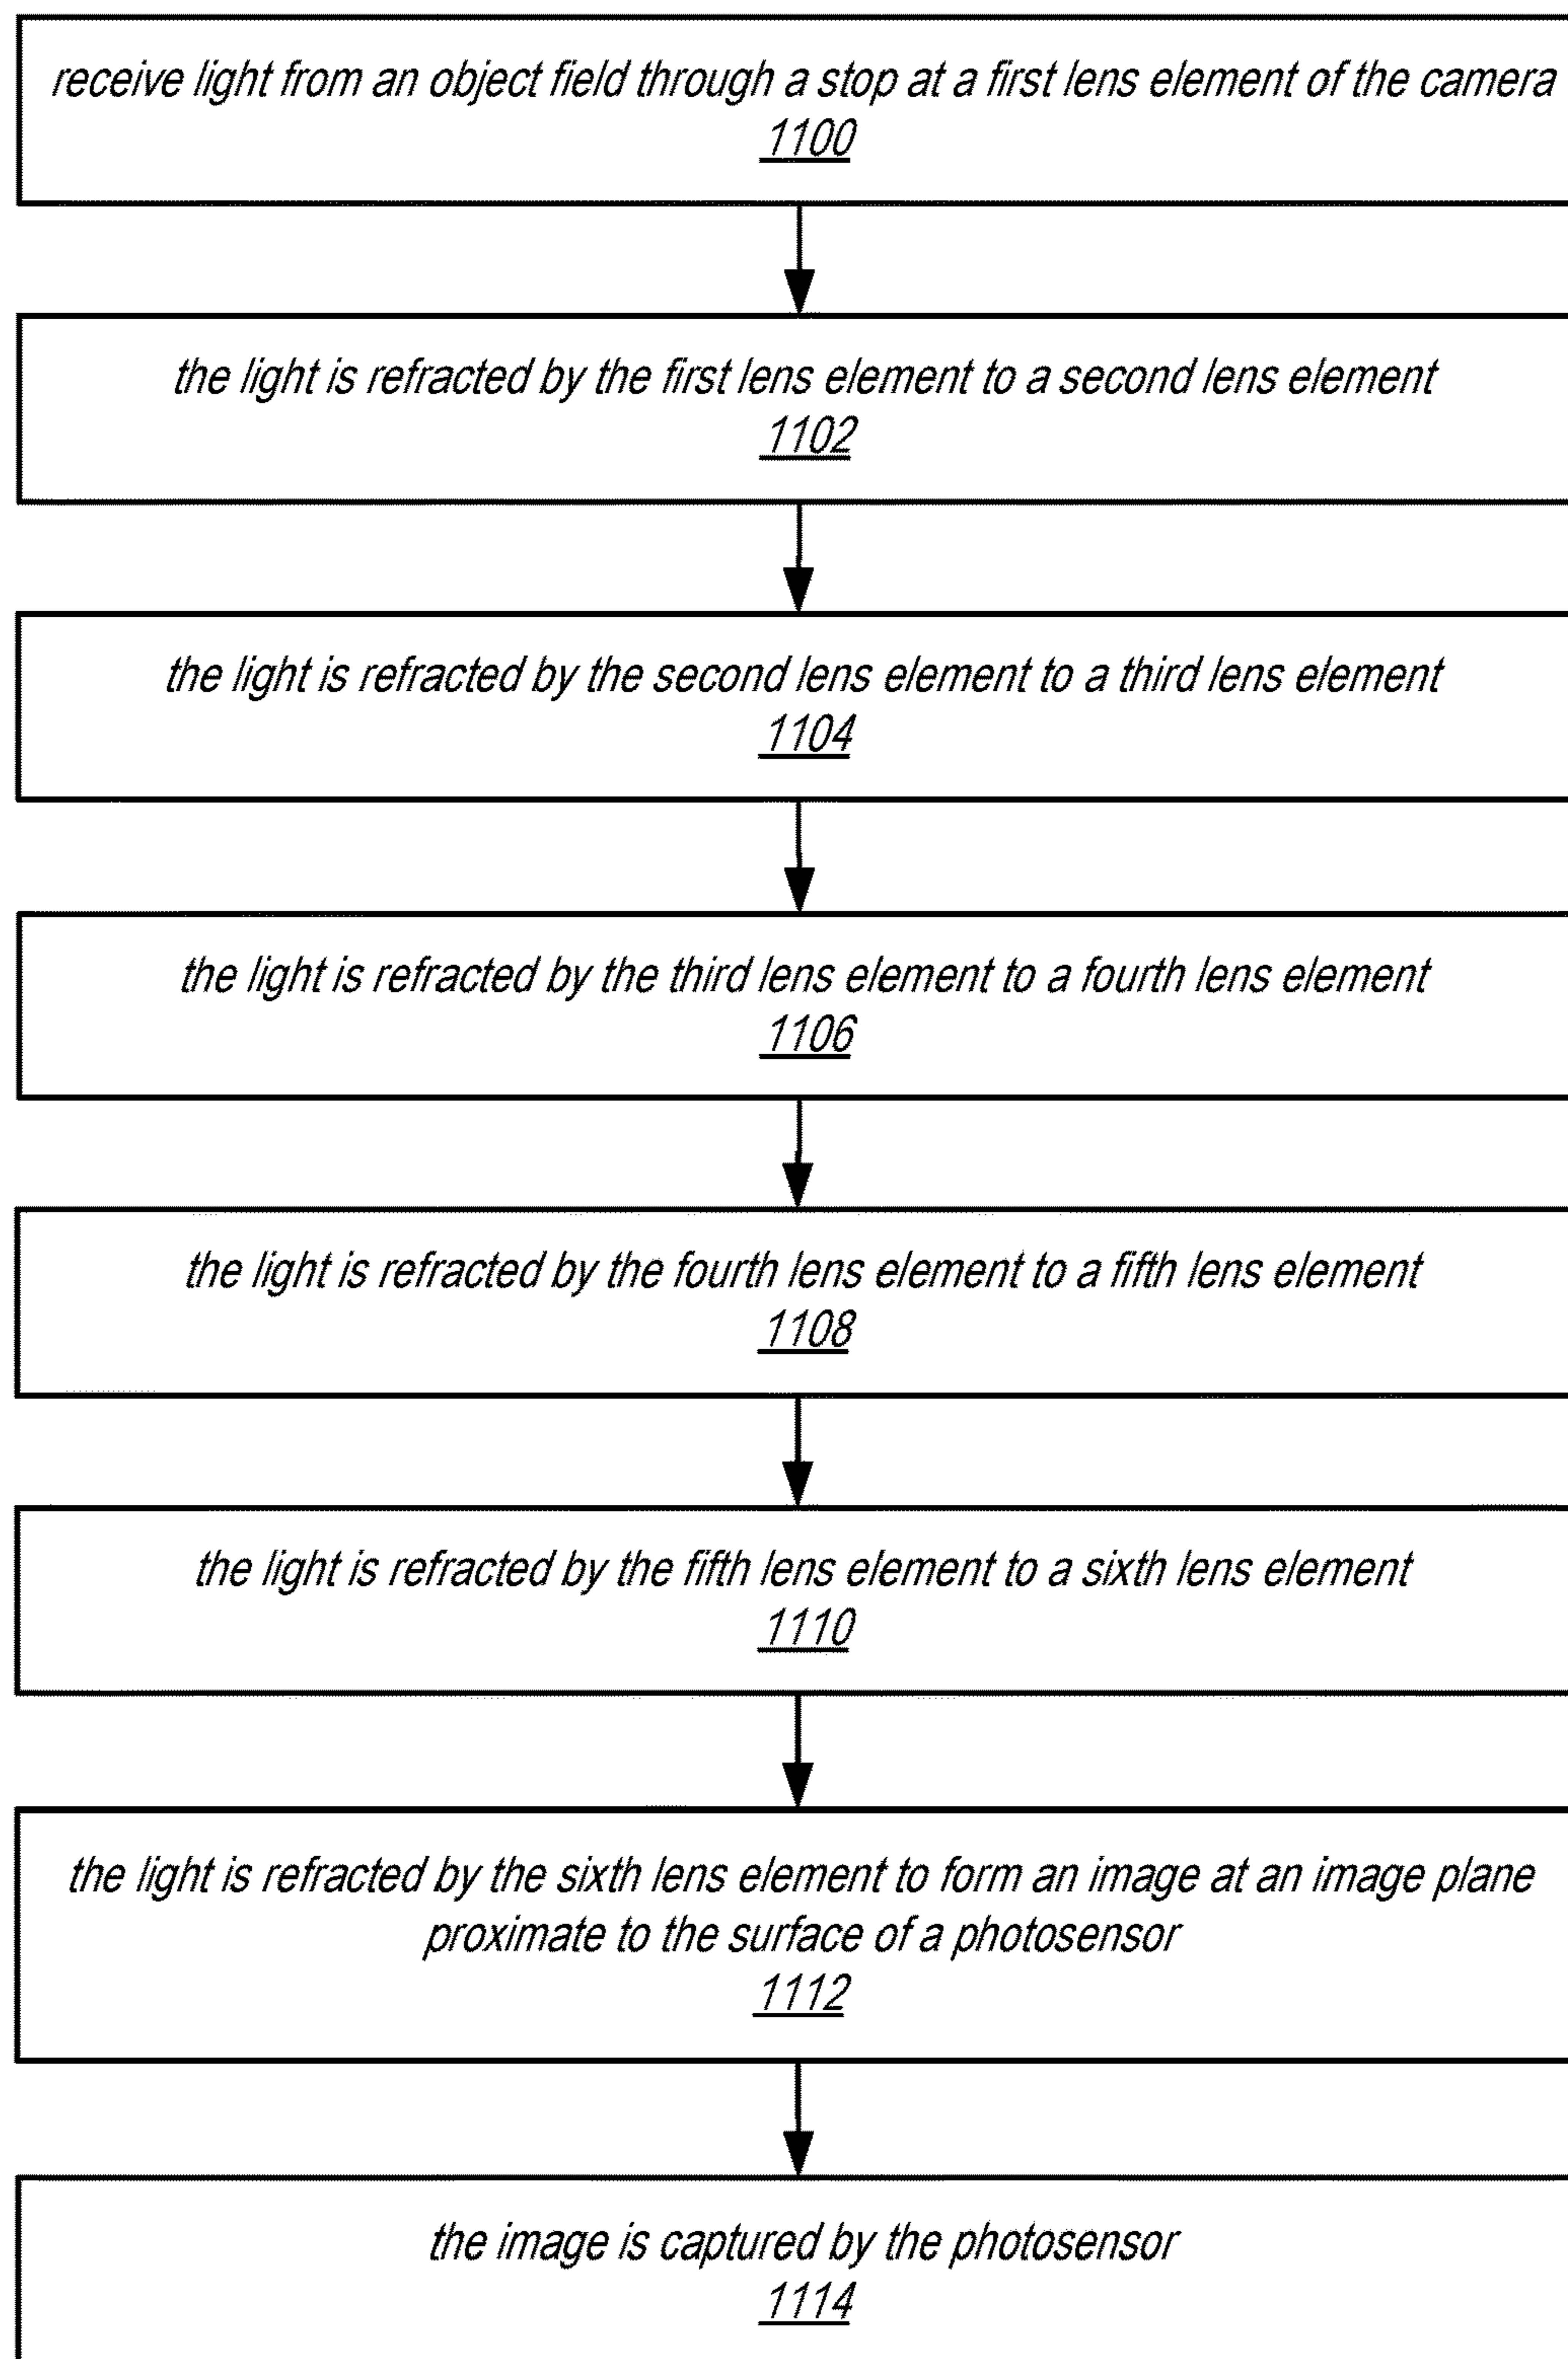 receive light from an object field through a stop at a first lens element of the camera
1100
the light is refracted by the first lens element to a second lens element
1102
the light is refracted by the second lens element to a third lens element
1104
the light is refracted by the third lens element to a fourth lens element
1106
the light is refracted by the fourth lens element to a fifth lens element
1108
the light is refracted by the fifth lens element to a sixth lens element
1110
the light is refracted by the sixth lens element to form an image at an image plane
proximate to the surface of a photosensor
1112
the image is captured by the photosensor
1114